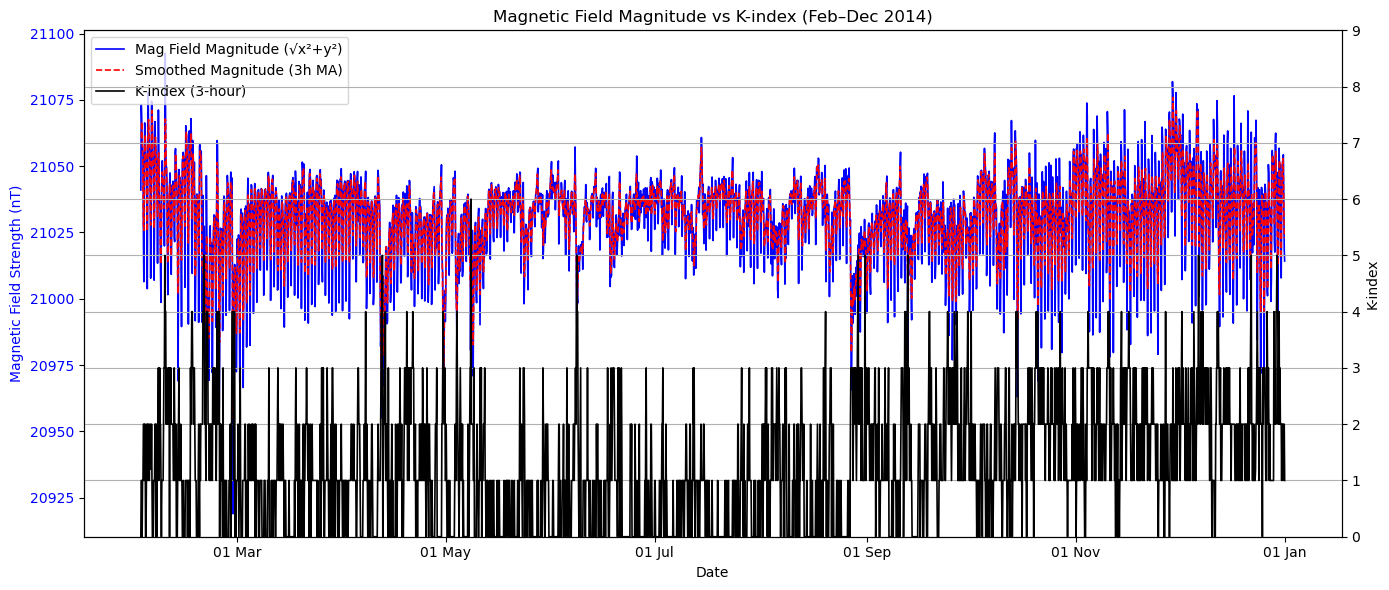 Magnetic Field Magnitude vs K-index (Feb–Dec 2014)
Mag Field Magnitude (√x²+y²)
Smoothed Magnitude (3h MA)
K-index (3-hour)
Magnetic Field Strength (nT)
21100
21075
21050
21025
21000
20975
20950
20925
9
8
7
6
5
4
3
2
1
0
K-index
01 Mar
01 May
01 Jul
01 Sep
01 Nov
01 Jan
Date